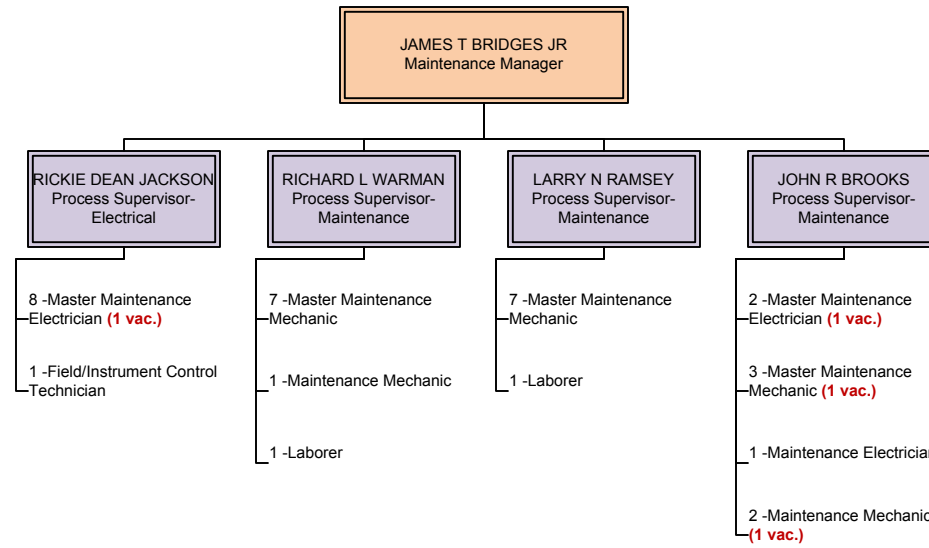 JAMES T BRIDGES JR
Maintenance Manager
RICKIE DEAN JACKSON
Process Supervisor-
Electrical
RICHARD L WARMAN
Process Supervisor-
Maintenance
LARRY N RAMSEY
Process Supervisor-
Maintenance
JOHN R BROOKS
Process Supervisor-
Maintenance
8 -Master Maintenance
Electrician (1 vac.)
1 -Field/Instrument Control
Technician
7 -Master Maintenance
Mechanic
1 -Maintenance Mechanic
1 -Laborer
7 -Master Maintenance
Mechanic
1 -Laborer
2 -Master Maintenance
Electrician (1 vac.)
3 -Master Maintenance
Mechanic (1 vac.)
1 -Maintenance Electrician
2 -Maintenance Mechanic
(1 vac.)